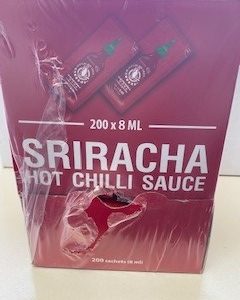 200 x 8 ML
SRIRACHA
HOT CHILLI SAUCE
200 sachets (8 ml)